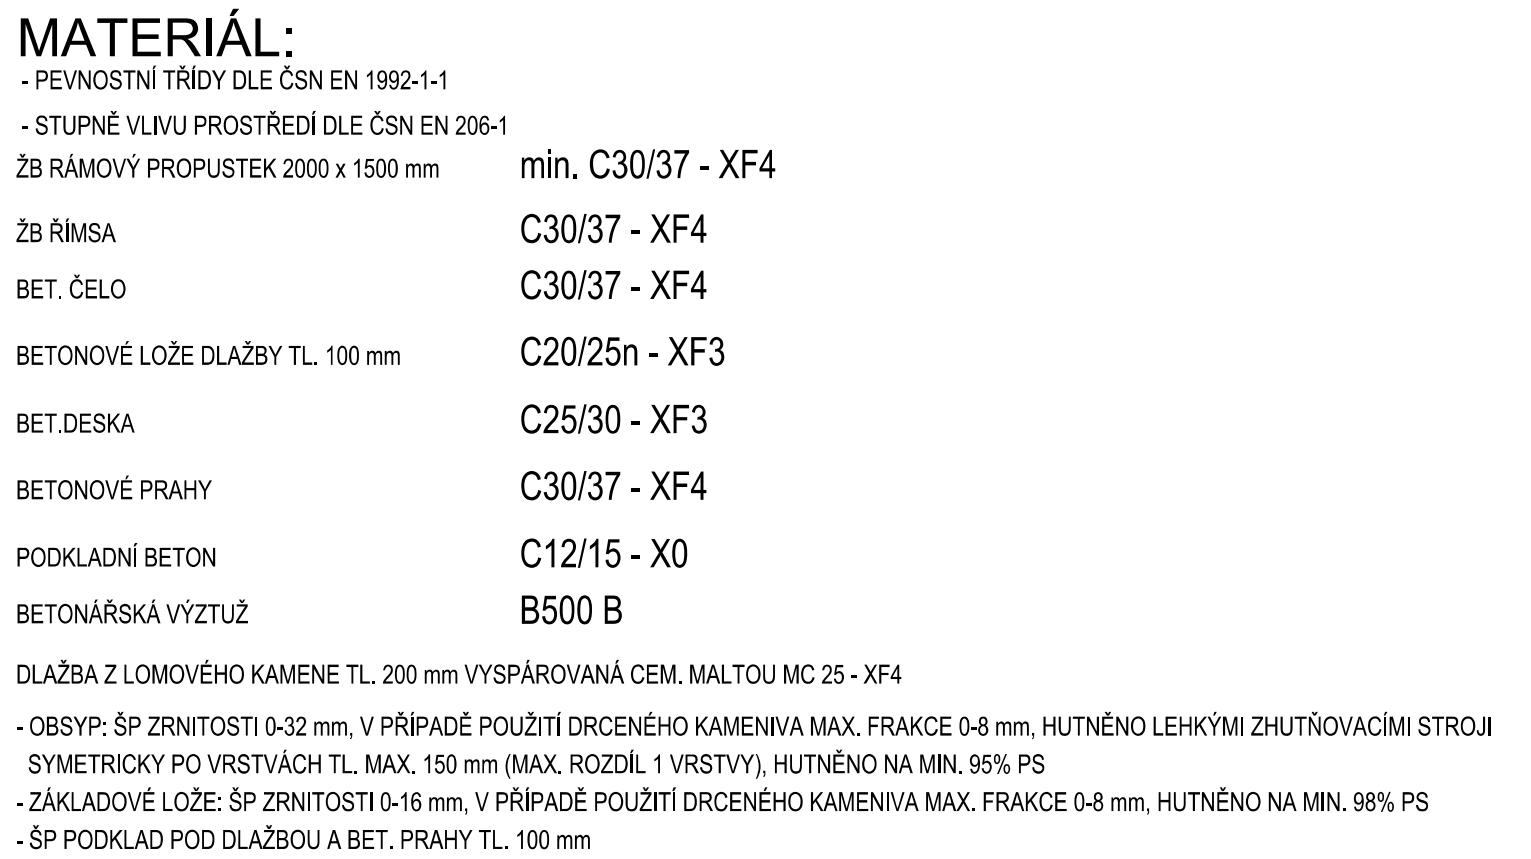 MATERIÁL:
- PEVNOSTNÍ TŘÍDY DLE ČSN EN 1992-1-1
- STUPNĚ VLIVU PROSTŘEDÍ DLE ČSN EN 206-1
ŽB RÁMOVÝ PROPUSTEK 2000 x 1500 mm min. C30/37 - XF4
ŽB ŘÍMSA C30/37 - XF4
BET. ČELO C30/37 - XF4
BETONOVÉ LOŽE DLAŽBY TL. 100 mm C20/25n - XF3
BET.DESKA C25/30 - XF3
BETONOVÉ PRAHY C30/37 - XF4
PODKLADNÍ BETON C12/15 - X0
BETONÁŘSKÁ VÝZTUŽ B500 B
DLAŽBA Z LOMOVÉHO KAMENE TL. 200 mm VYSPÁROVANÁ CEM. MALTOU MC 25 - XF4
- OBSYP: ŠP ZRNITOSTI 0-32 mm, V PŘÍPADĚ POUŽITÍ DRCENÉHO KAMENIVA MAX. FRAKCE 0-8 mm, HUTNĚNO LEHKÝMI ZHUTŇOVACÍMI STROJI
SYMETRICKY PO VRSTVÁCH TL. MAX. 150 mm (MAX. ROZDÍL 1 VRSTVY), HUTNĚNO NA MIN. 95% PS
- ZÁKLADOVÉ LOŽE: ŠP ZRNITOSTI 0-16 mm, V PŘÍPADĚ POUŽITÍ DRCENÉHO KAMENIVA MAX. FRAKCE 0-8 mm, HUTNĚNO NA MIN. 98% PS
- ŠP PODKLAD POD DLAŽBOU A BET. PRAHY TL. 100 mm